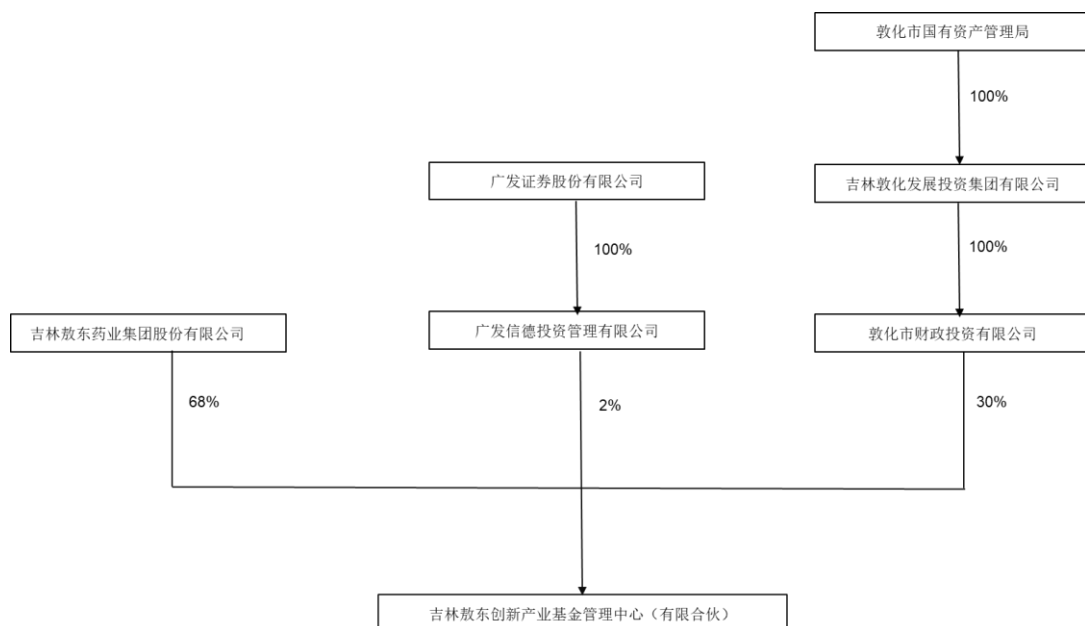 敦化市国有资产管理局
100%
广发证券股份有限公司
吉林敦化发展投资集团有限公司
100%
100%
吉林敖东药业集团股份有限公司
广发信德投资管理有限公司
敦化市财政投资有限公司
68%
2%
30%
吉林敖东创新产业基金管理中心（有限合伙）